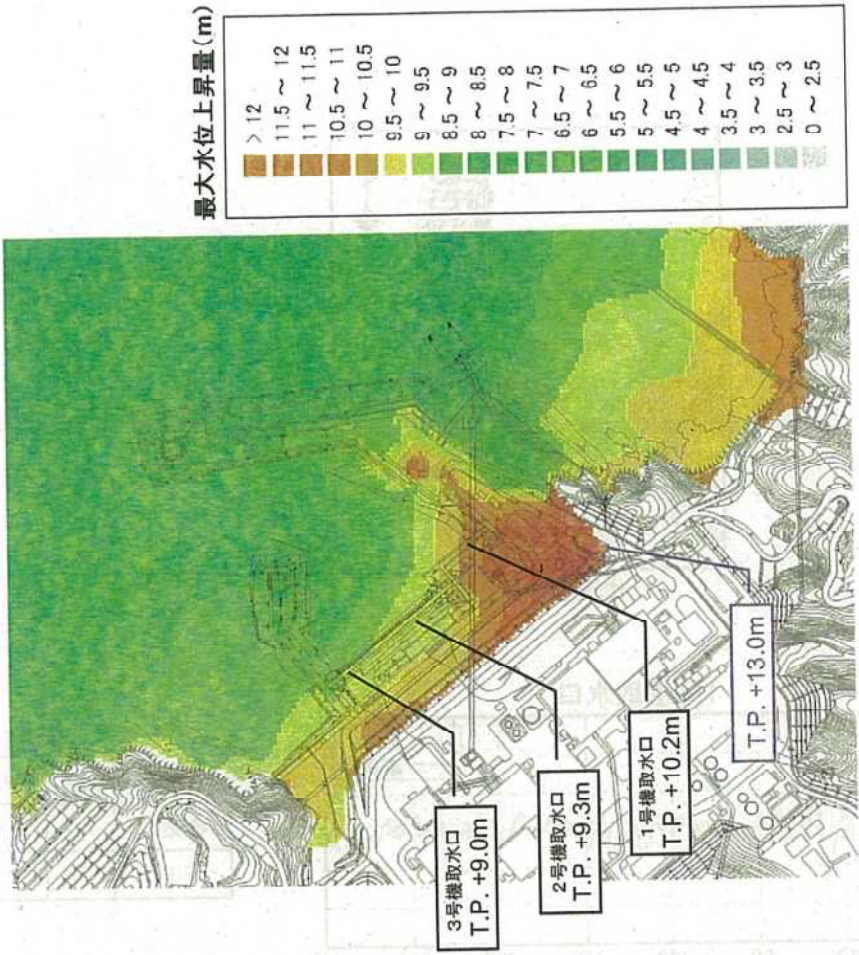 最大水位上昇量(m)
> 12
11.5 ～ 12
11 ～ 11.5
10.5 ～ 11
10 ～ 10.5
9.5 ～ 10
9 ～ 9.5
8.5 ～ 9
8 ～ 8.5
7.5 ～ 8
7 ～ 7.5
6.5 ～ 7
6 ～ 6.5
5.5 ～ 6
5 ～ 5.5
4.5 ～ 5
4 ～ 4.5
3.5 ～ 4
3 ～ 3.5
2.5 ～ 3
0 ～ 2.5
3号機取水口
T.P. +9.0m
2号機取水口
T.P. +9.3m
1号機取水口
T.P. +10.2m
T.P. +13.0m